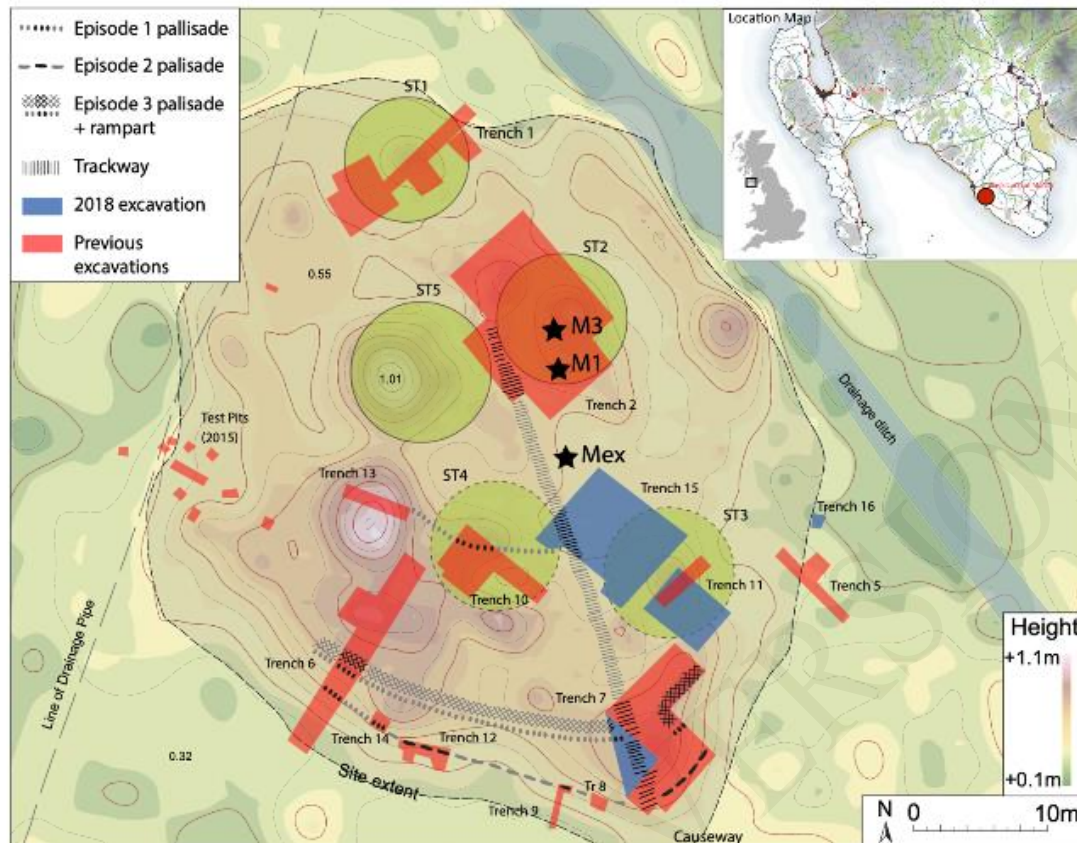 Episode 1 pallisade
Episode 2 palisade
Episode 3 palisade
+ rampart
Trackway
2018 excavation
Previous
excavations
Location Map
ST1
Trench 1
0.55
ST2
ST5
M3
M1
1.01
Trench 2
Drainage ditch
Test Pits
(2015)
Mex
Trench 13
ST4
Trench 15
ST3
Trench 16
Trench 11
Trench 5
Trench 10
Line of Drainage Pipe
Trench 6
Trench 7
Trench 14
Trench 12
0.32
Site extent
Tr 8
Trench 9
Causeway
Height
+1.1m
+0.1m
N
0
10m